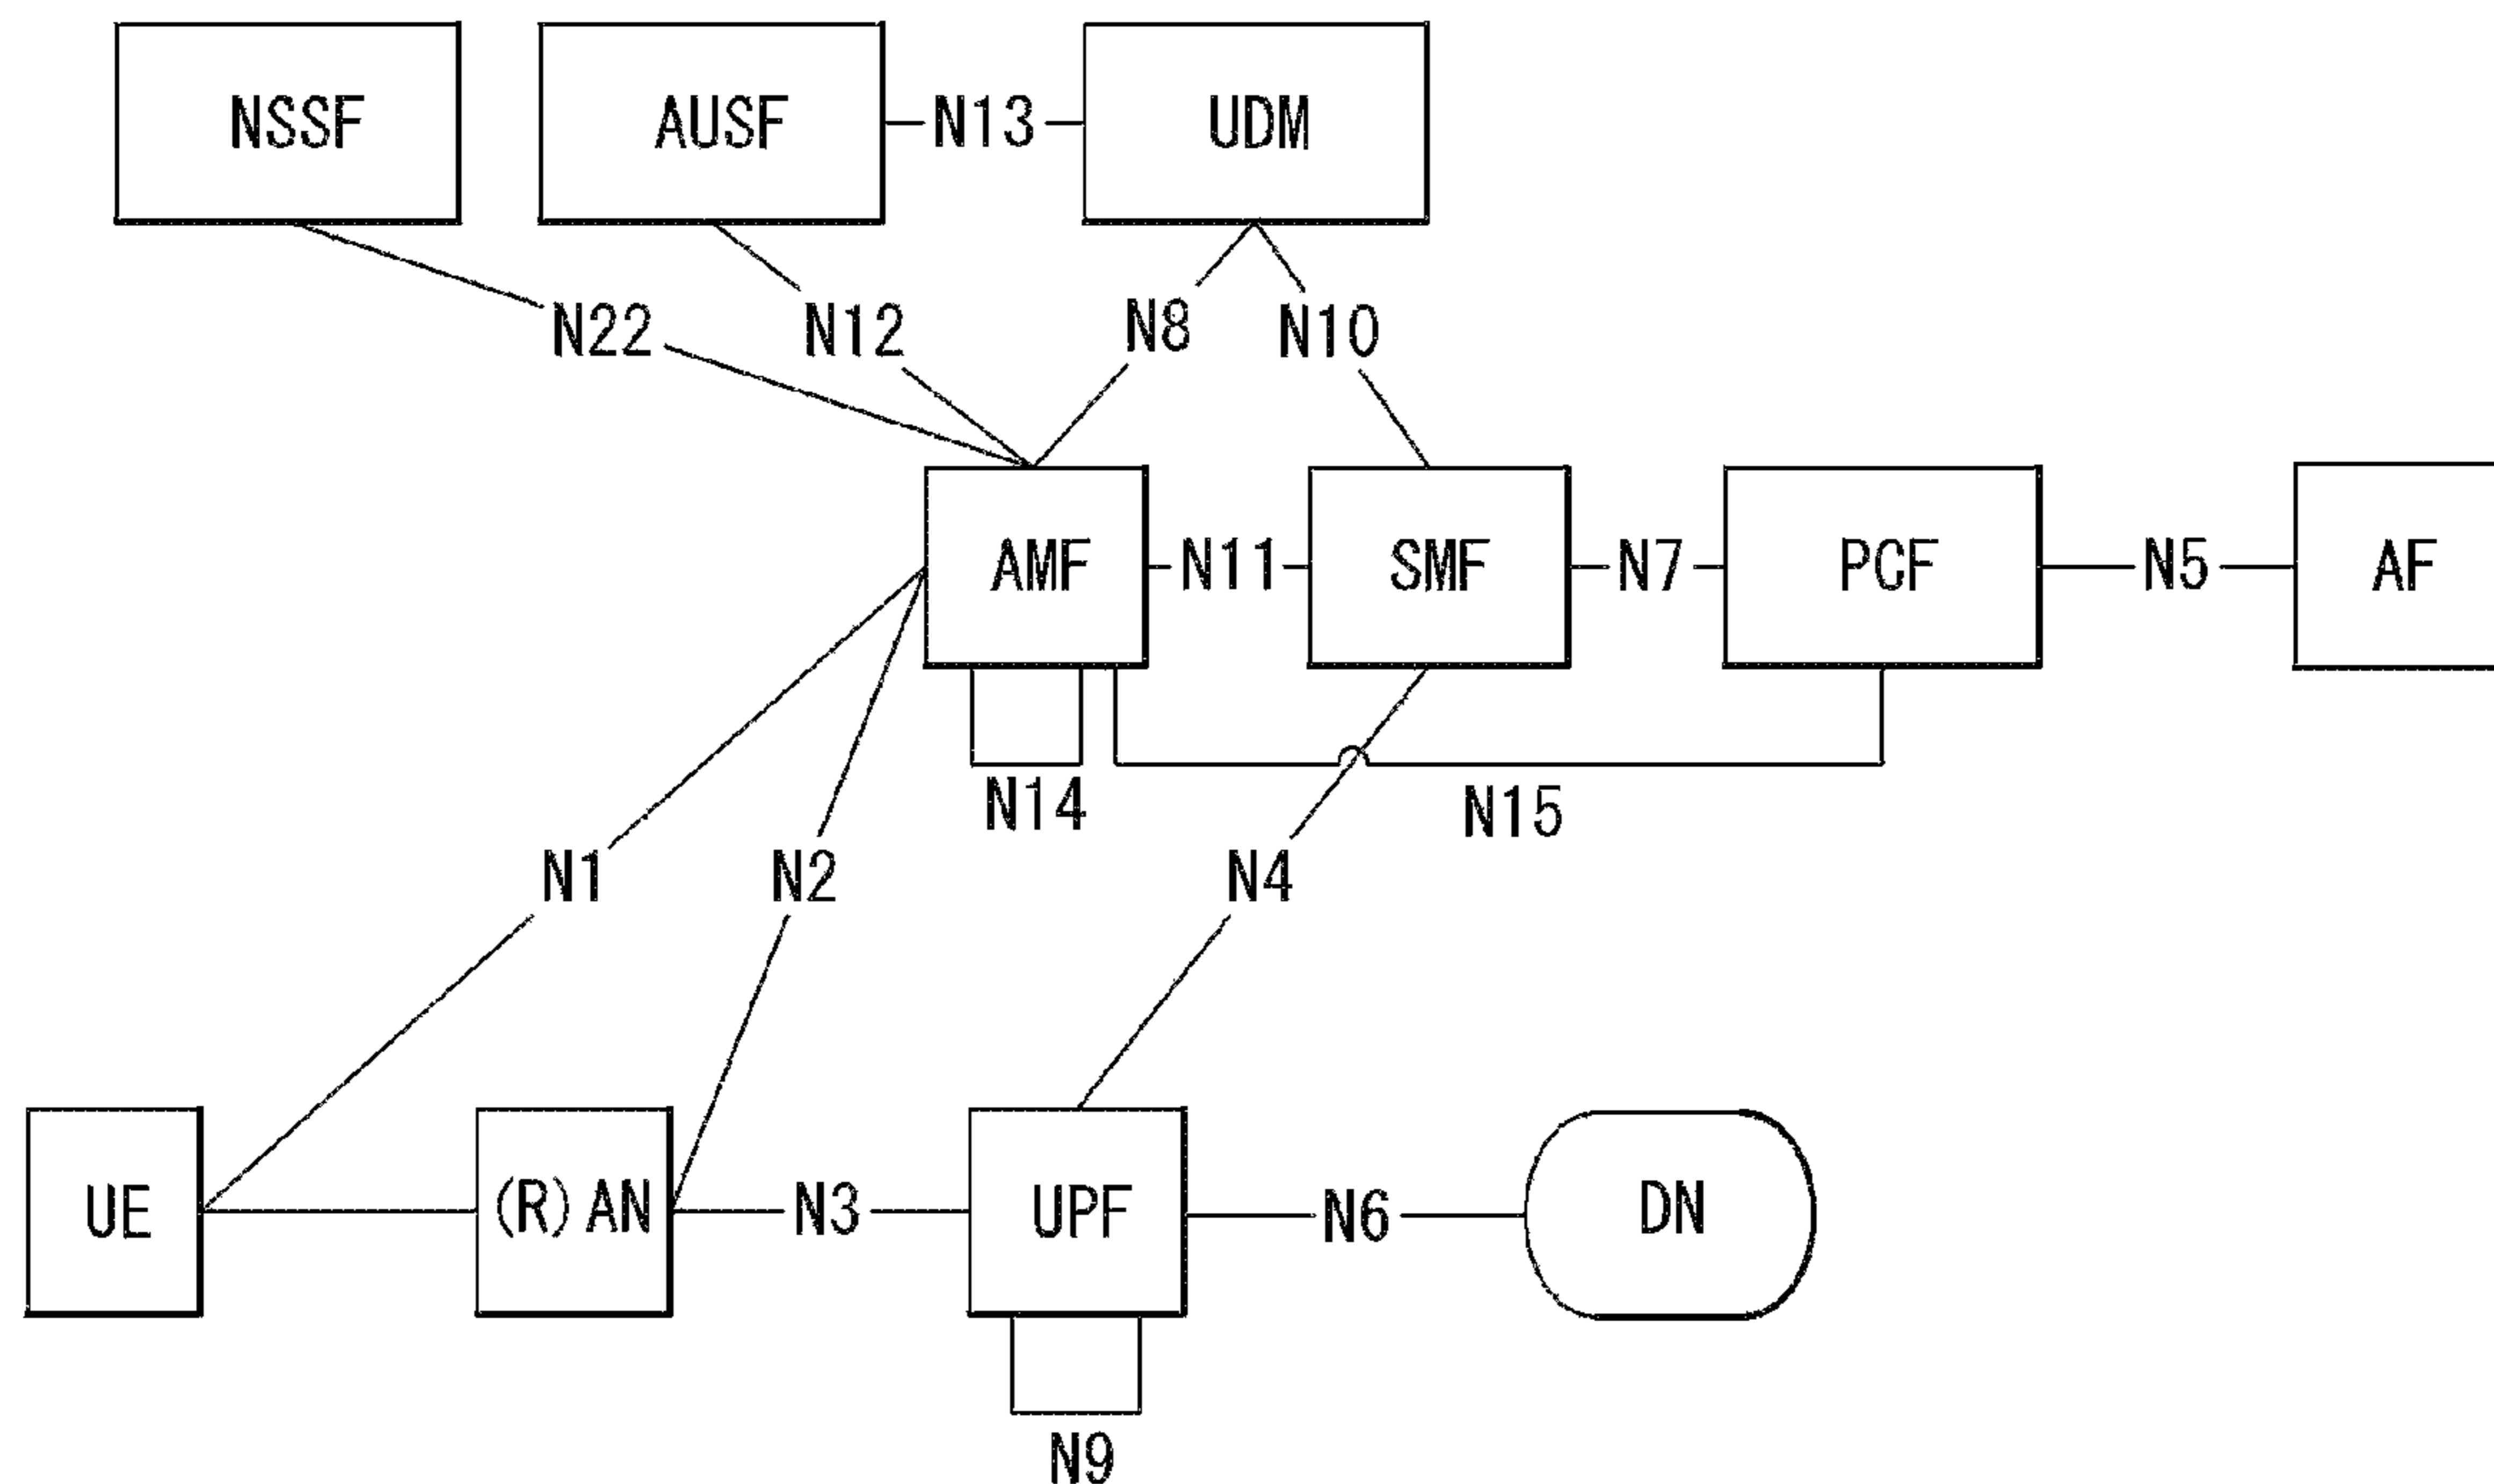 NSSF AUSF N13 UDM
N22 N12 N8 N10
AMF N11 SMF N7 PCF N5 AF
N14 N15
N1 N2 N4
UE (R)AN N3 UPF N6 DN
N9